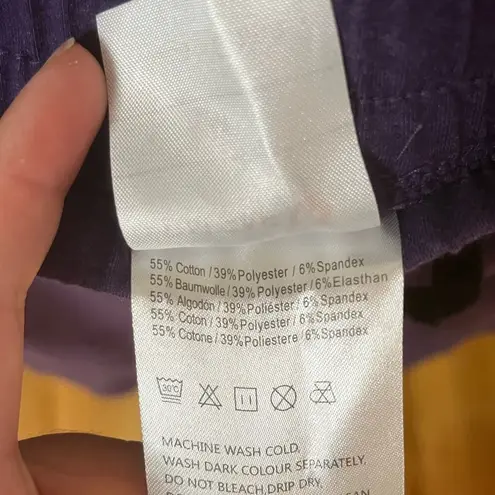 55% Cotton / 39% Polyester / 6% Spandex
55% Baumwolle / 39% Polyester / 6% Elasthan
55% Algodón / 39% Poliéster / 6% Spandex
55% Coton / 39% Polyester / 6% Spandex
55% Cotone / 39% Poliestere / 6% Spandex
30°C
MACHINE WASH COLD,
WASH DARK COLOUR SEPARATELY,
DO NOT BLEACH,DRIP DRY,